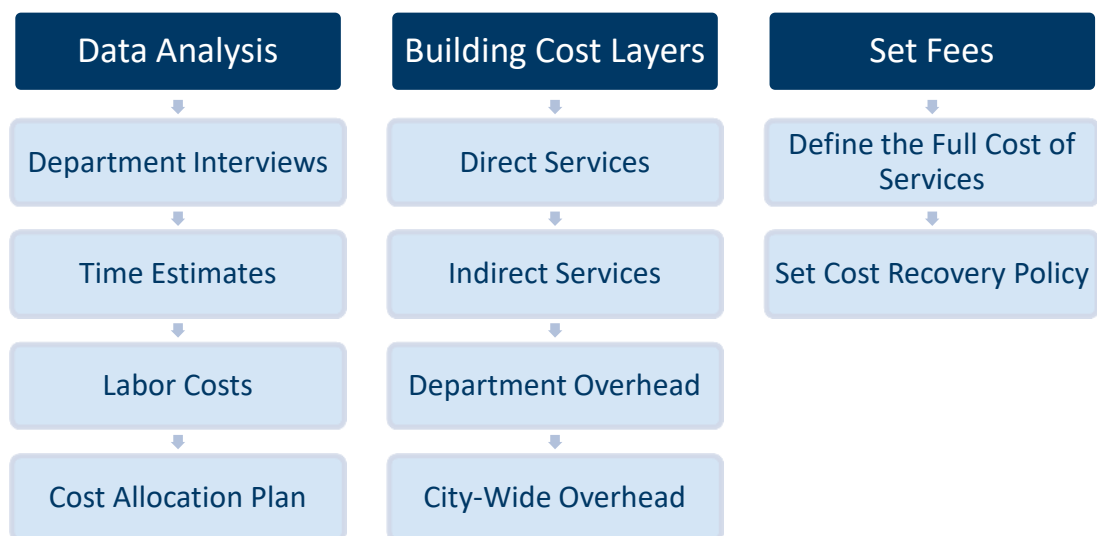 Data Analysis
Department Interviews
Time Estimates
Labor Costs
Cost Allocation Plan
Building Cost Layers
Direct Services
Indirect Services
Department Overhead
City-Wide Overhead
Set Fees
Define the Full Cost of
Services
Set Cost Recovery Policy